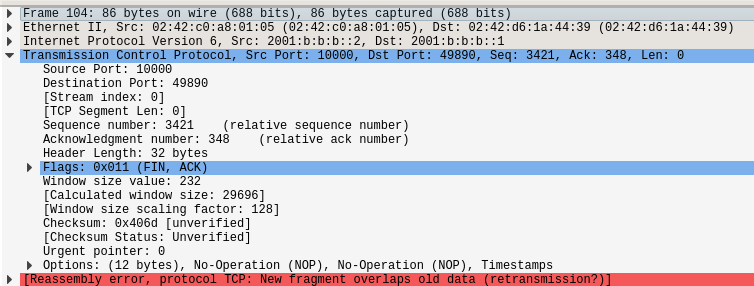 Frame 104: 86 bytes on wire (688 bits), 86 bytes captured (688 bits)
Ethernet II, Src: 02:42:c0:a8:01:05 (02:42:c0:a8:01:05), Dst: 02:42:d6:1a:44:39 (02:42:d6:1a:44:39)
Internet Protocol Version 6, Src: 2001:b:b:b::2, Dst: 2001:b:b:b::1
Transmission Control Protocol, Src Port: 10000, Dst Port: 49890, Seq: 3421, Ack: 348, Len: 0
Source Port: 10000
Destination Port: 49890
[Stream index: 0]
[TCP Segment Len: 0]
Sequence number: 3421    (relative sequence number)
Acknowledgment number: 348    (relative ack number)
Header Length: 32 bytes
Flags: 0x011 (FIN, ACK)
Window size value: 232
[Calculated window size: 29696]
[Window size scaling factor: 128]
Checksum: 0x406d [unverified]
[Checksum Status: Unverified]
Urgent pointer: 0
Options: (12 bytes), No-Operation (NOP), No-Operation (NOP), Timestamps
[Reassembly error, protocol TCP: New fragment overlaps old data (retransmission?)]